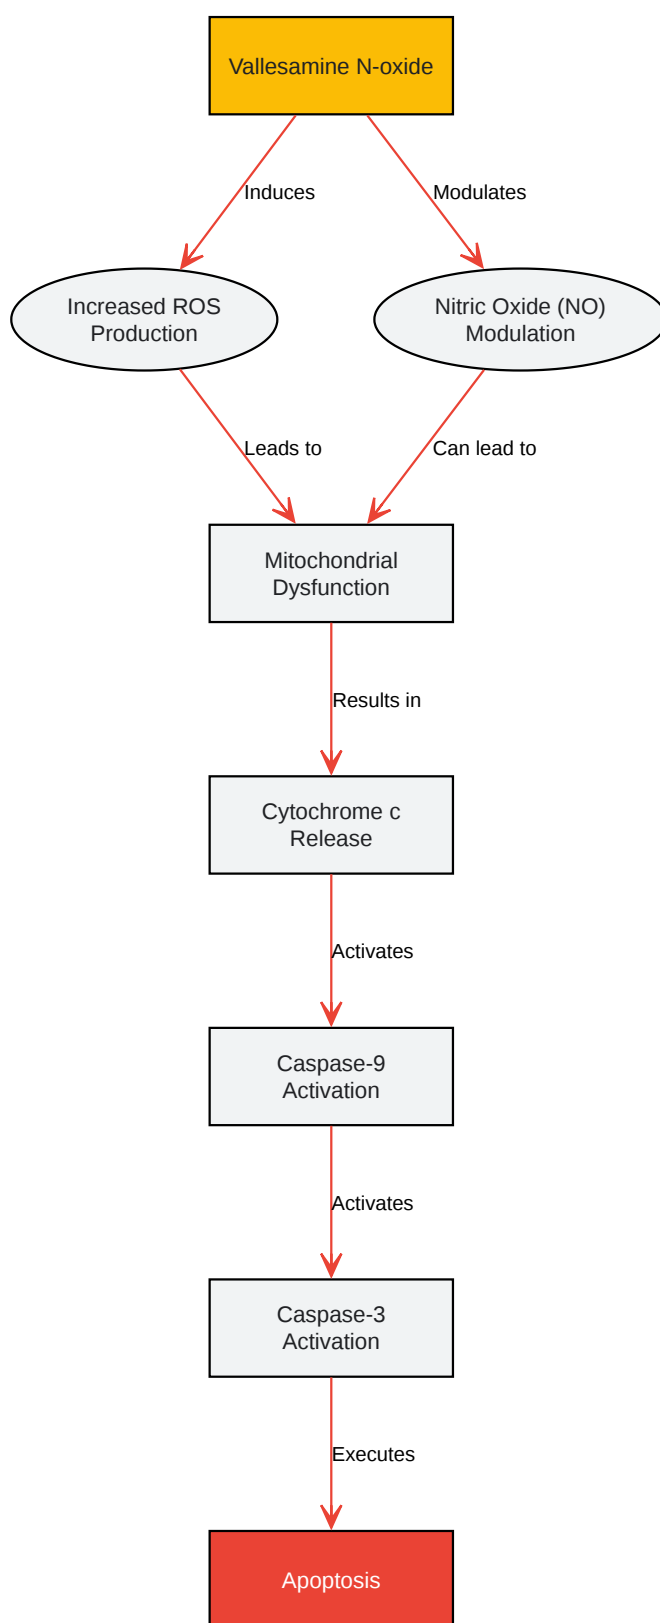 Vallesamine N-oxide
Induces
Modulates
Increased ROS
Production
Nitric Oxide (NO)
Modulation
Leads to
Can lead to
Mitochondrial
Dysfunction
Results in
Cytochrome c
Release
Activates
Caspase-9
Activation
Activates
Caspase-3
Activation
Executes
Apoptosis